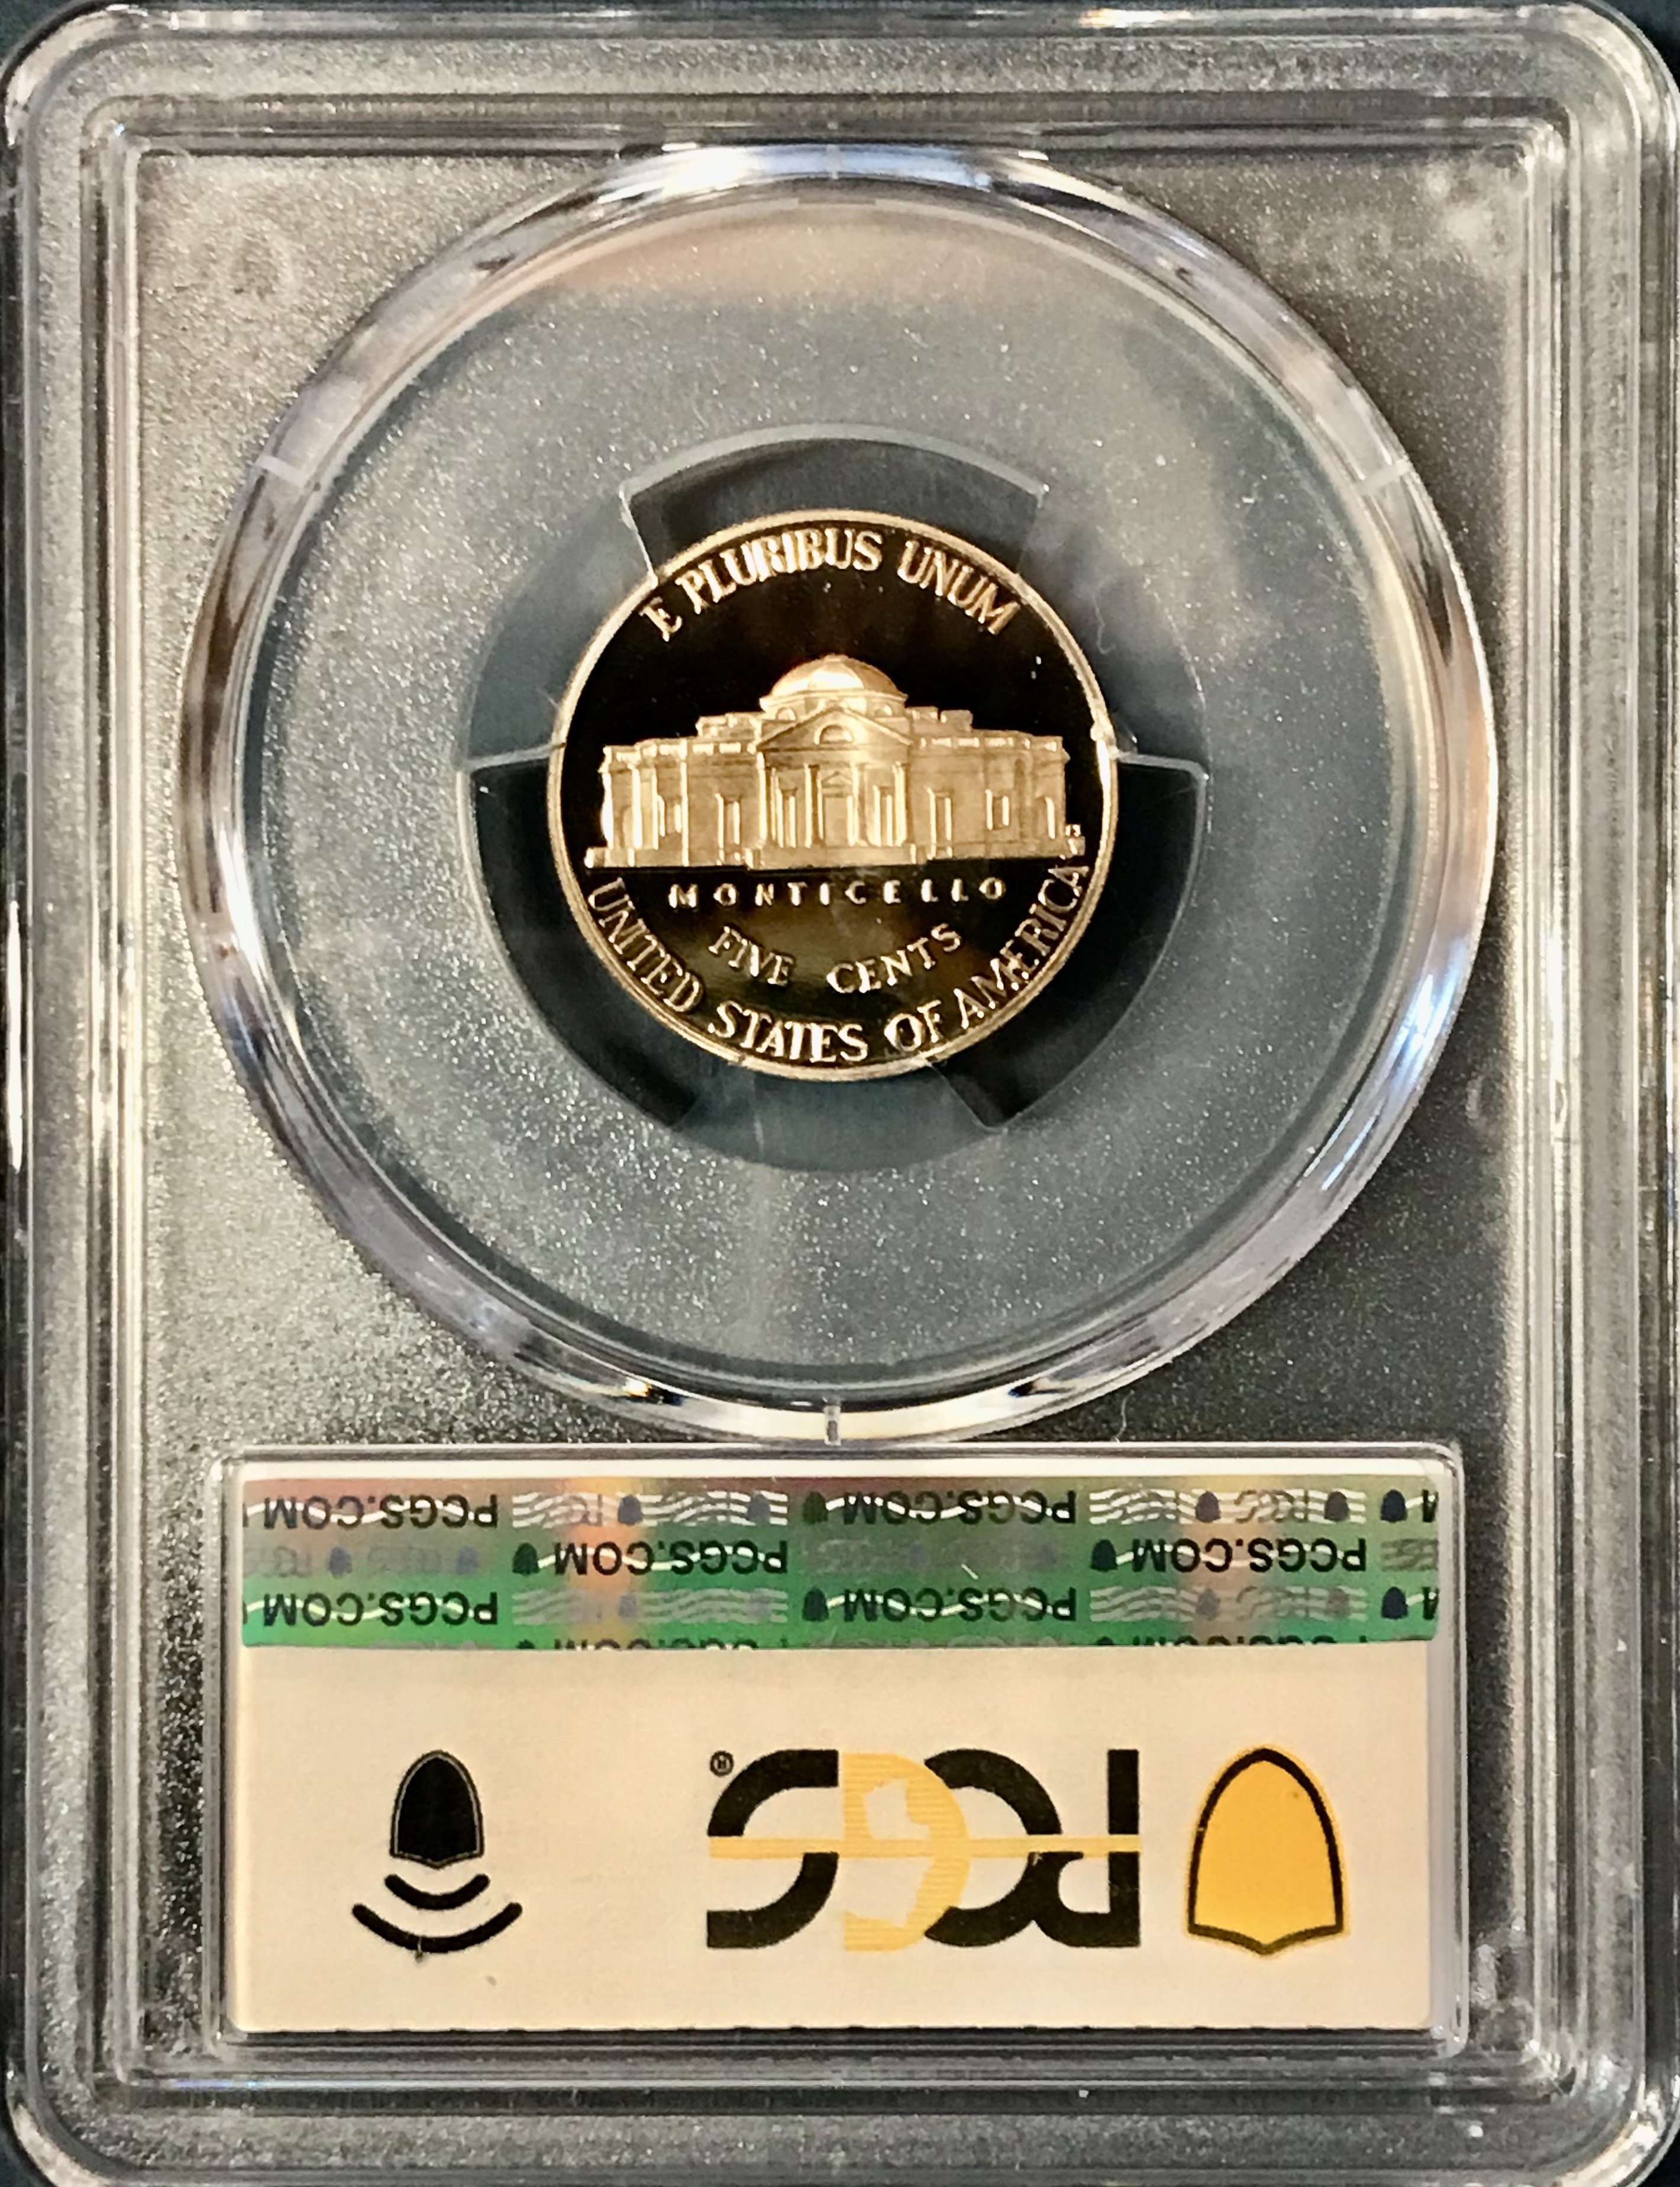 E PLURIBUS UNUM
MONTICELLO
FIVE CENTS
UNITED STATES OF AMERICA
PCGS.COM PCGS.COM
PCGS.COM PCGS.COM
PCGS.COM PCGS.COM
PCGS ®